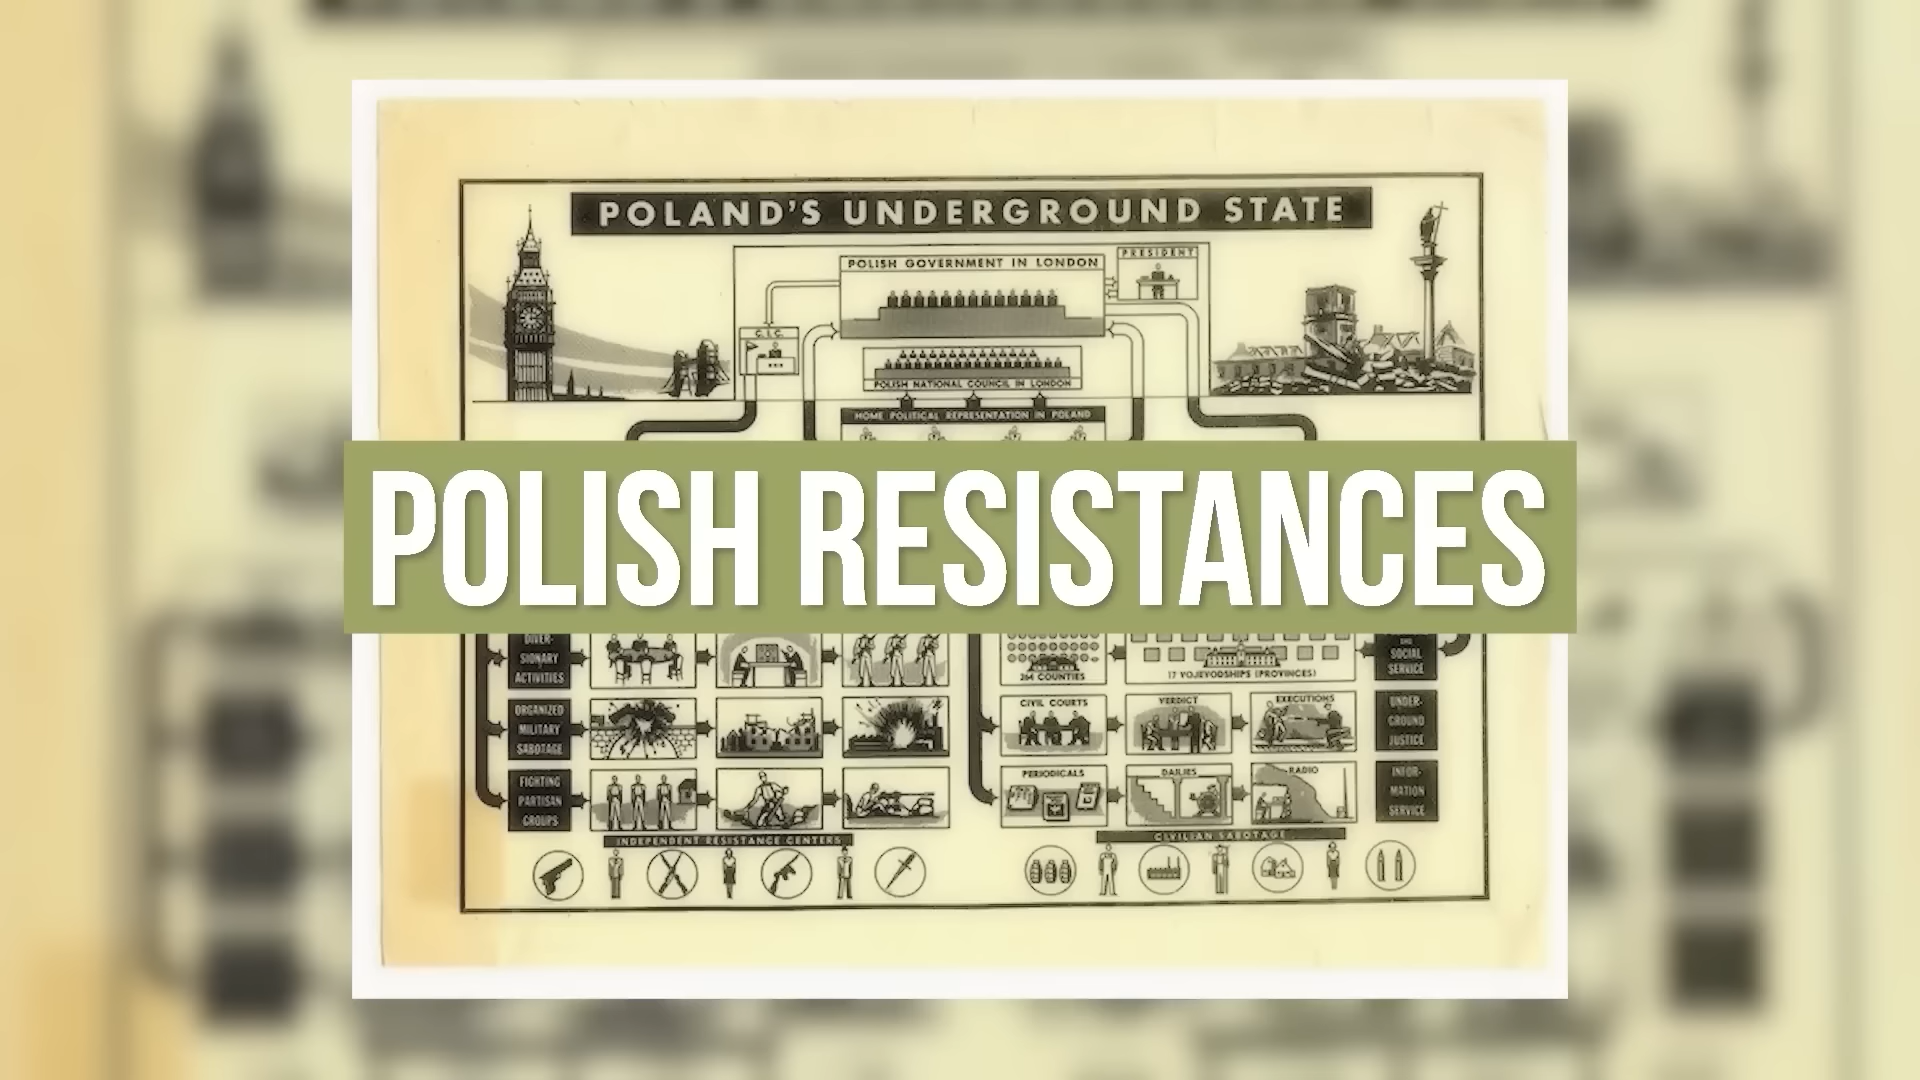 POLAND'S UNDERGROUND STATE
POLISH GOVERNMENT IN LONDON
PRESIDENT
C.I.C.
POLISH NATIONAL COUNCIL IN LONDON
HOME POLITICAL REPRESENTATION IN POLAND
POLISH RESISTANCES
DIVER-
SIONARY
ACTIVITIES
264 COUNTIES
17 VOJEVODSHIPS (PROVINCES)
SOCIAL
SERVICE
ORGANIZED
MILITARY
SABOTAGE
CIVIL COURTS
VERDICT
EXECUTIONS
UNDER-
GROUND
JUSTICE
FIGHTING
PARTISAN
GROUPS
PERIODICALS
DAILIES
RADIO
INFOR-
MATION
SERVICE
INDEPENDENT RESISTANCE CENTERS
CIVILIAN SABOTAGE